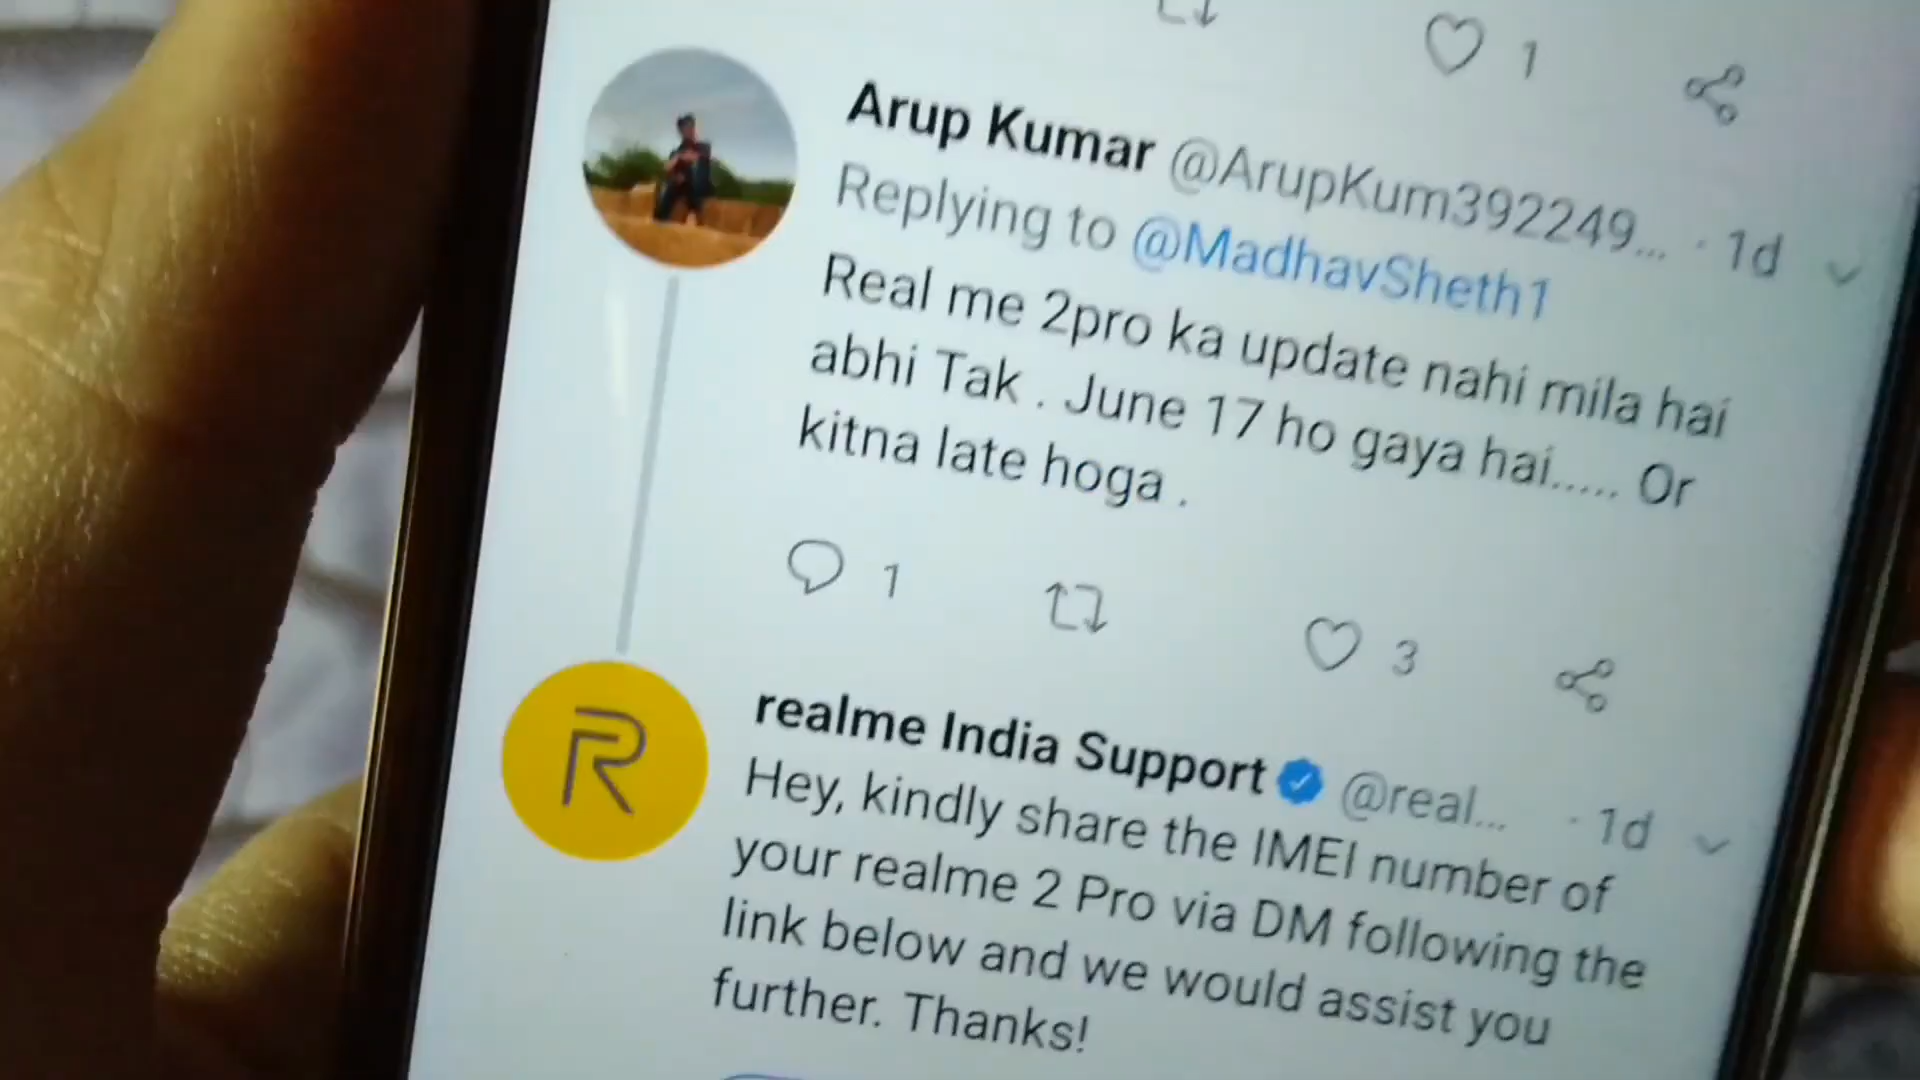 1
Arup Kumar @ArupKum392249... · 1d
Replying to @MadhavSheth1
Real me 2pro ka update nahi mila hai
abhi Tak . June 17 ho gaya hai..... Or
kitna late hoga .
1 3
realme India Support @real... · 1d
Hey, kindly share the IMEI number of
your realme 2 Pro via DM following the
link below and we would assist you
further. Thanks!